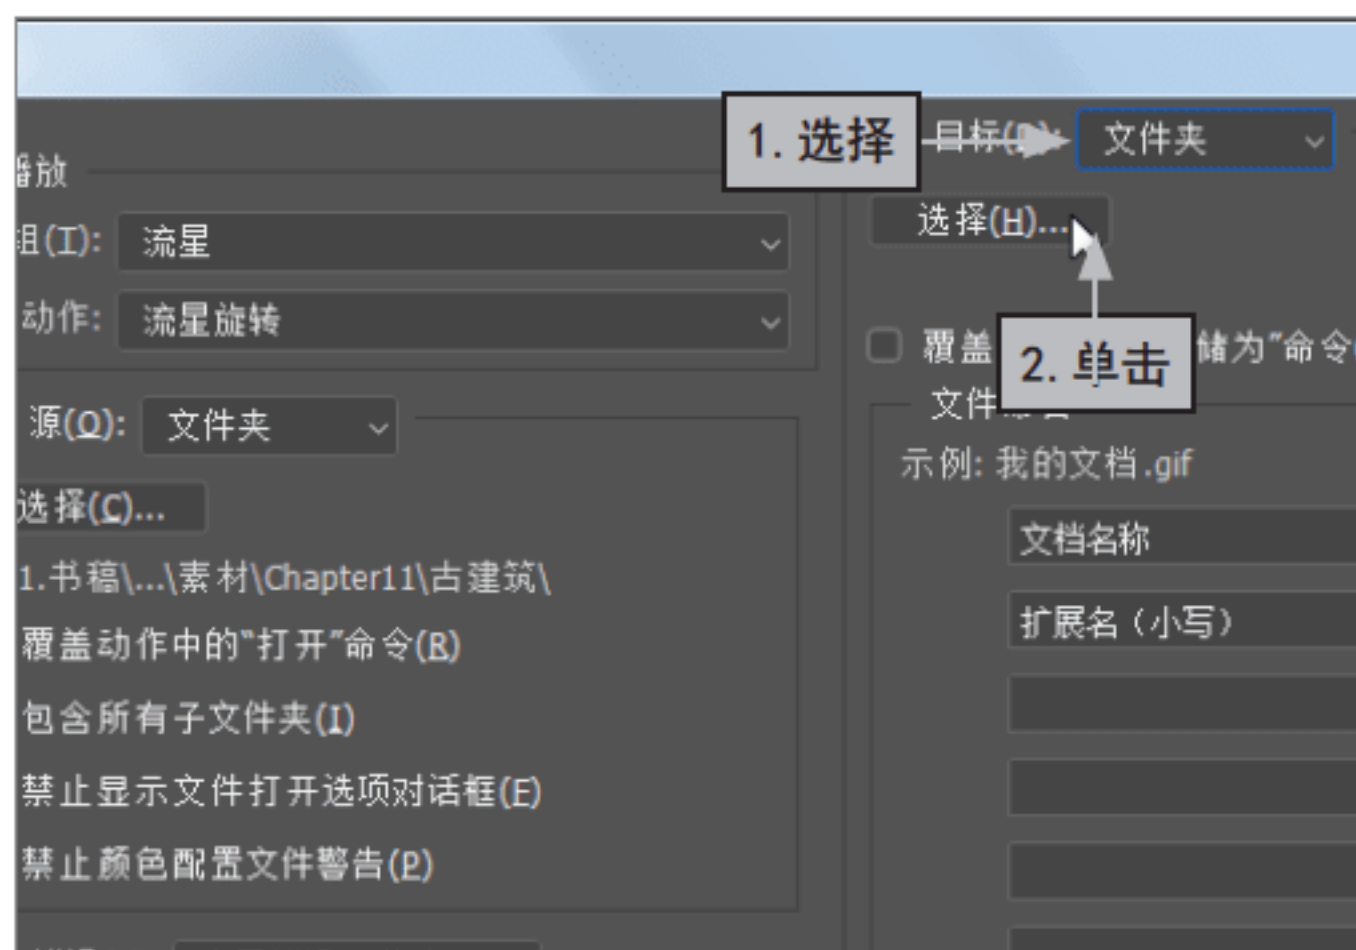 1. 选择
目标(D): 文件夹
播放
选择(H)...
组(T): 流星
动作: 流星旋转
2. 单击
覆盖 储为"命令
源(O): 文件夹
文件
示例: 我的文档.gif
选择(C)...
文档名称
1.书稿\...\素材\Chapter11\古建筑\
扩展名（小写）
覆盖动作中的"打开"命令(R)
包含所有子文件夹(I)
禁止显示文件打开选项对话框(F)
禁止颜色配置文件警告(P)